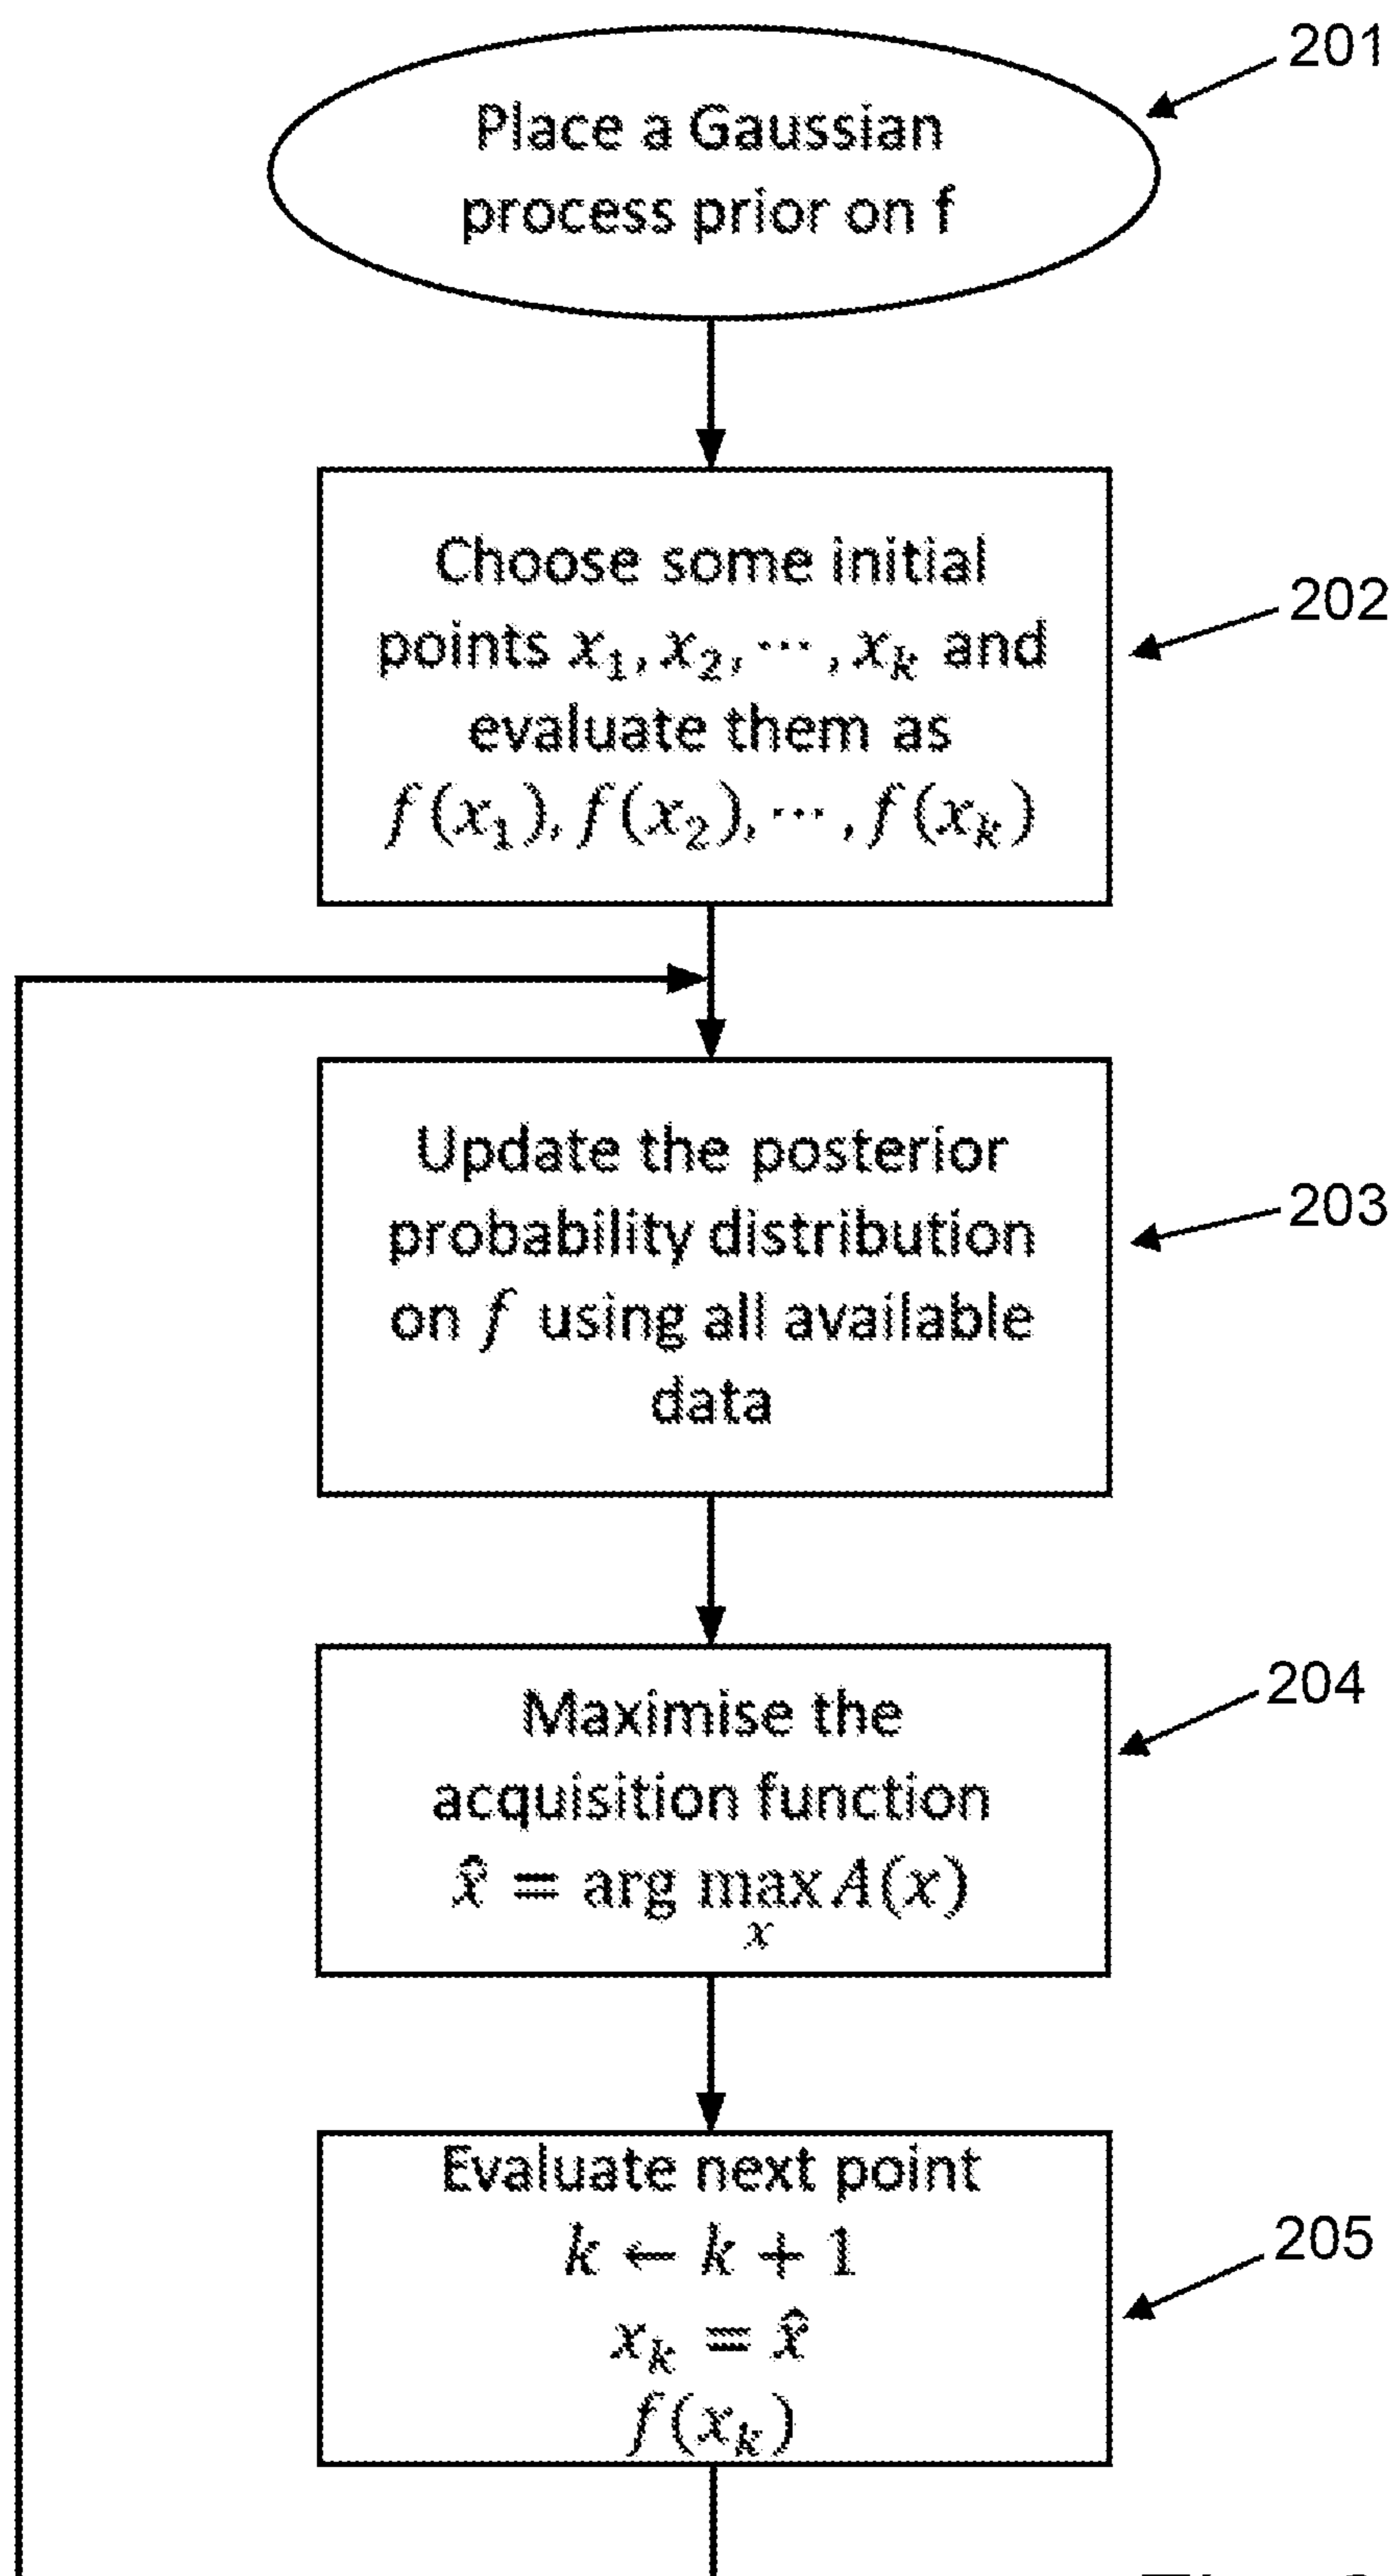 Place a Gaussian
process prior on f
201
Choose some initial
points x₁, x₂, ⋯, xₖ and
evaluate them as
f(x₁), f(x₂), ⋯, f(xₖ)
202
Update the posterior
probability distribution
on f using all available
data
203
Maximise the
acquisition function
x̂ = arg max A(x)
x
204
Evaluate next point
k ← k + 1
xₖ = x̂
f(xₖ)
205